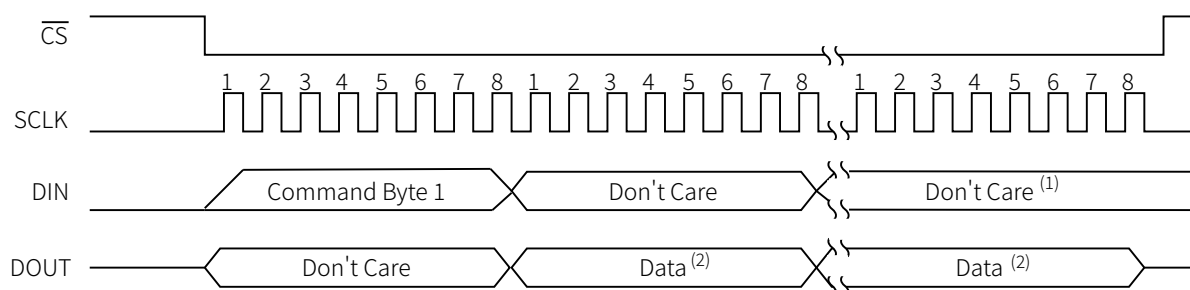 CS
1 2 3 4 5 6 7 8 1 2 3 4 5 6 7 8 1 2 3 4 5 6 7 8
SCLK
DIN Command Byte 1 Don't Care Don't Care (1)
DOUT Don't Care Data (2) Data (2)